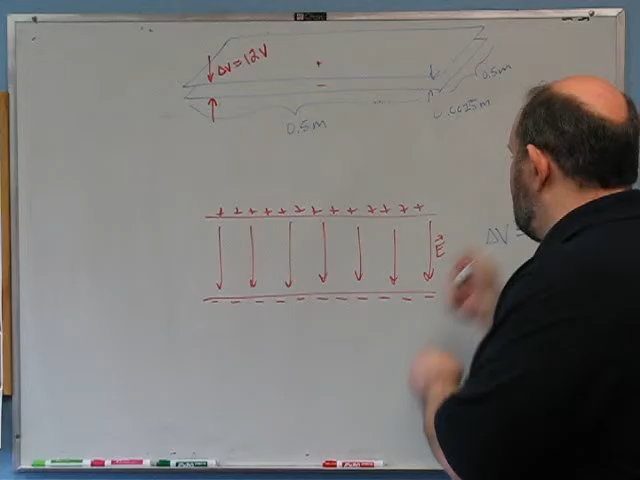 ΔV = 12V
+
−
0.5m
0.5m
0.0025m
+ + + + + + + + + + + + +
E⃗
ΔV =
− − − − − − − − − −